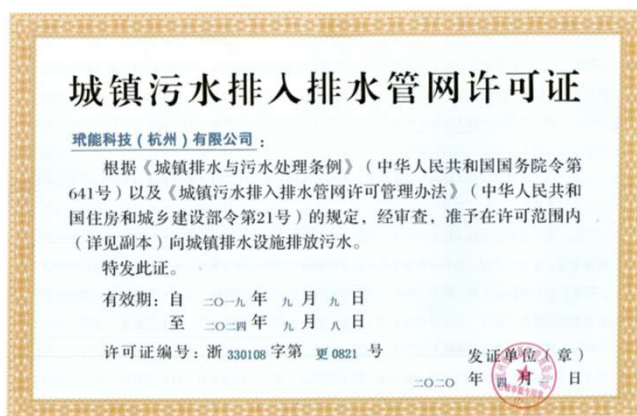 城镇污水排入排水管网许可证
玳能科技（杭州）有限公司：
根据《城镇排水与污水处理条例》（中华人民共和国国务院令第
641号）以及《城镇污水排入排水管网许可管理办法》（中华人民共和
国住房和城乡建设部令第21号）的规定，经审查，准予在许可范围内
（详见副本）向城镇排水设施排放污水。
特发此证。
有效期：自 二〇一九 年 九 月 九 日
至 二〇二四 年 九 月 八 日
许可证编号：浙 330108 字第 更 0821 号
发证单位（章）
二〇二〇 年 四 月 日